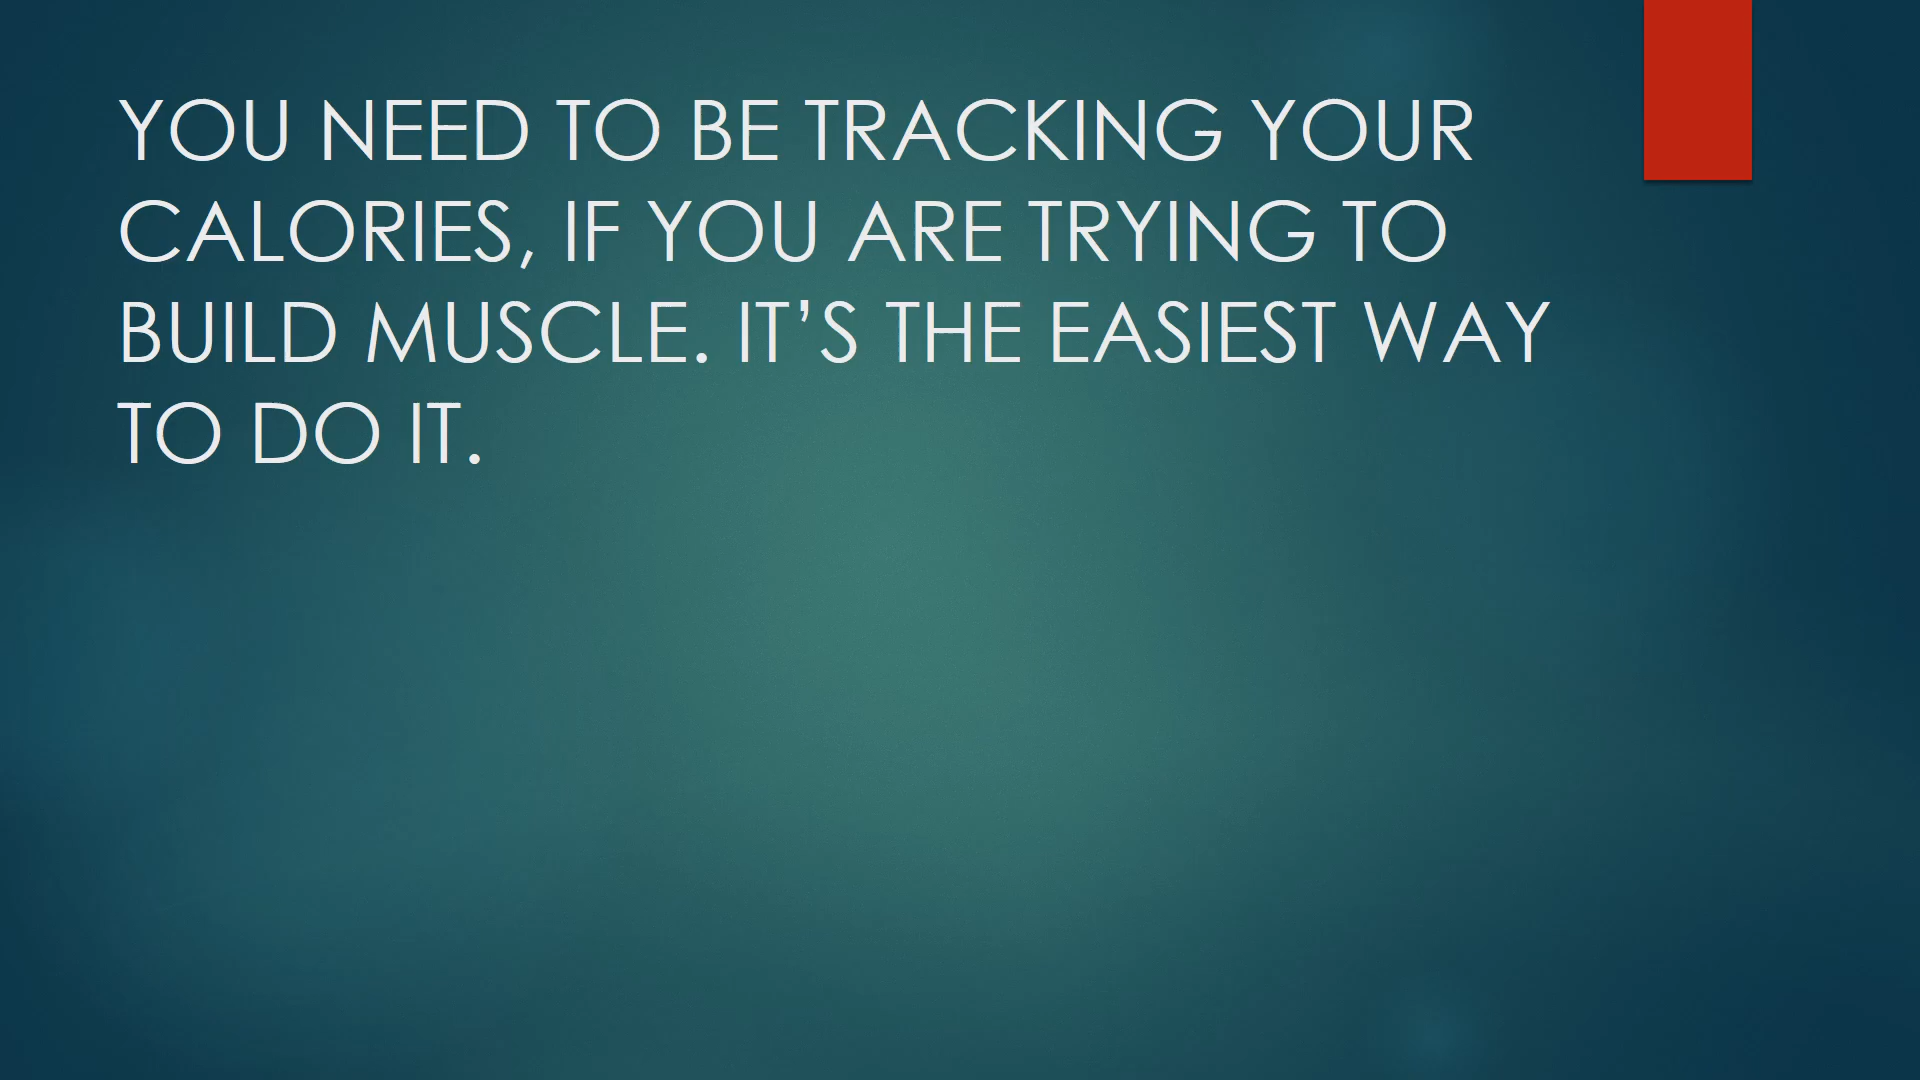 YOU NEED TO BE TRACKING YOUR
CALORIES, IF YOU ARE TRYING TO
BUILD MUSCLE. IT’S THE EASIEST WAY
TO DO IT.